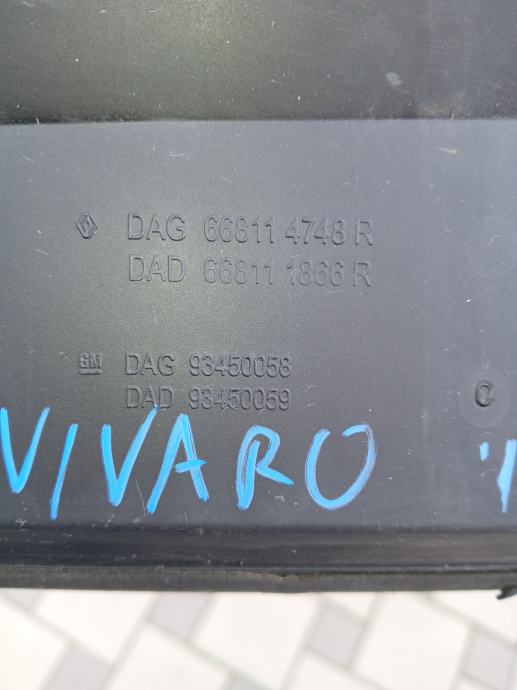 DAG 66811 4748 R
DAD 66811 1866 R
GM DAG 93450058
DAD 93450059
C
VIVARO